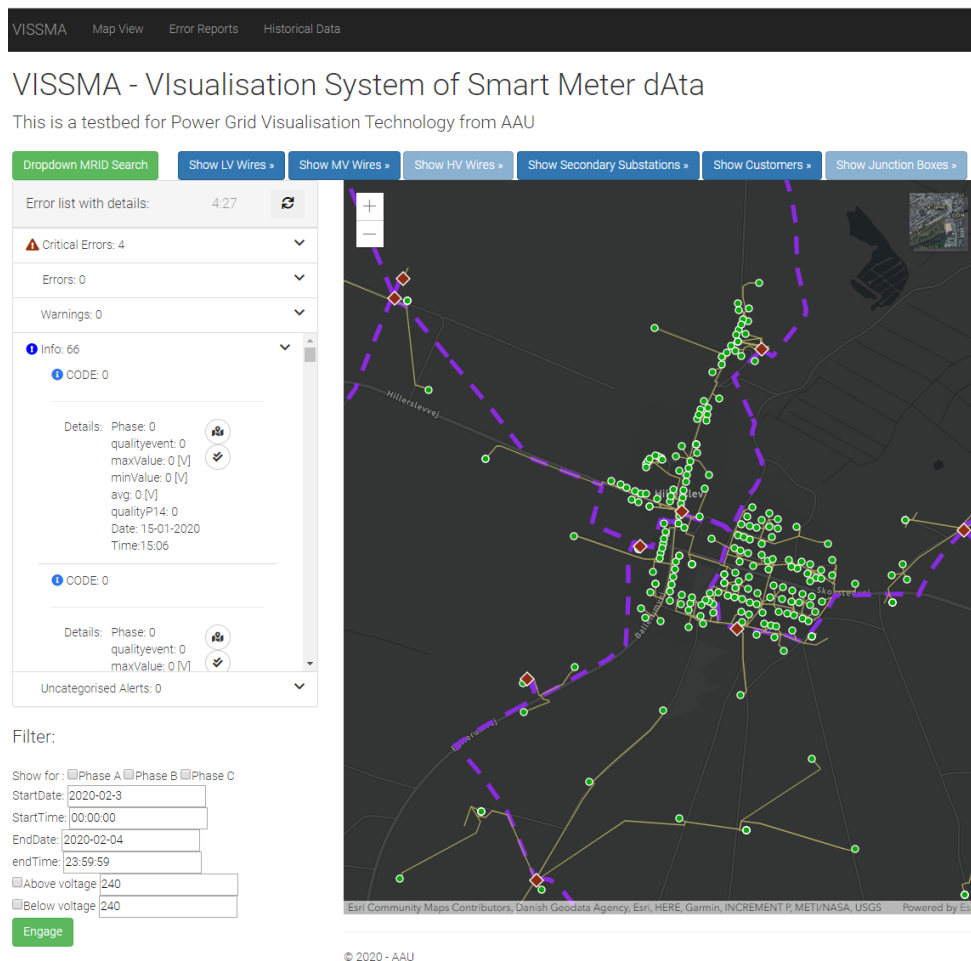 VISSMA Map View Error Reports Historical Data
VISSMA - VIsualisation System of Smart Meter dAta
This is a testbed for Power Grid Visualisation Technology from AAU
Dropdown MRID Search Show LV Wires » Show MV Wires » Show HV Wires » Show Secondary Substations » Show Customers » Show Junction Boxes »
Error list with details: 4:27
Critical Errors: 4
Errors: 0
Warnings: 0
Info: 66
CODE: 0
Details: Phase: 0
qualityevent: 0
maxValue: 0 [V]
minValue: 0 [V]
avg: 0 [V]
qualityP14: 0
Date: 15-01-2020
Time:15:06
CODE: 0
Details: Phase: 0
qualityevent: 0
maxValue: 0 [V]
Uncategorised Alerts: 0
Filter:
Show for : Phase A Phase B Phase C
StartDate: 2020-02-3
StartTime: 00:00:00
EndDate: 2020-02-04
endTime: 23:59:59
Above voltage 240
Below voltage 240
Engage
Hillerslevvej
Esri Community Maps Contributors, Danish Geodata Agency, Esri, HERE, Garmin, INCREMENT P, METI/NASA, USGS Powered by Es
© 2020 - AAU